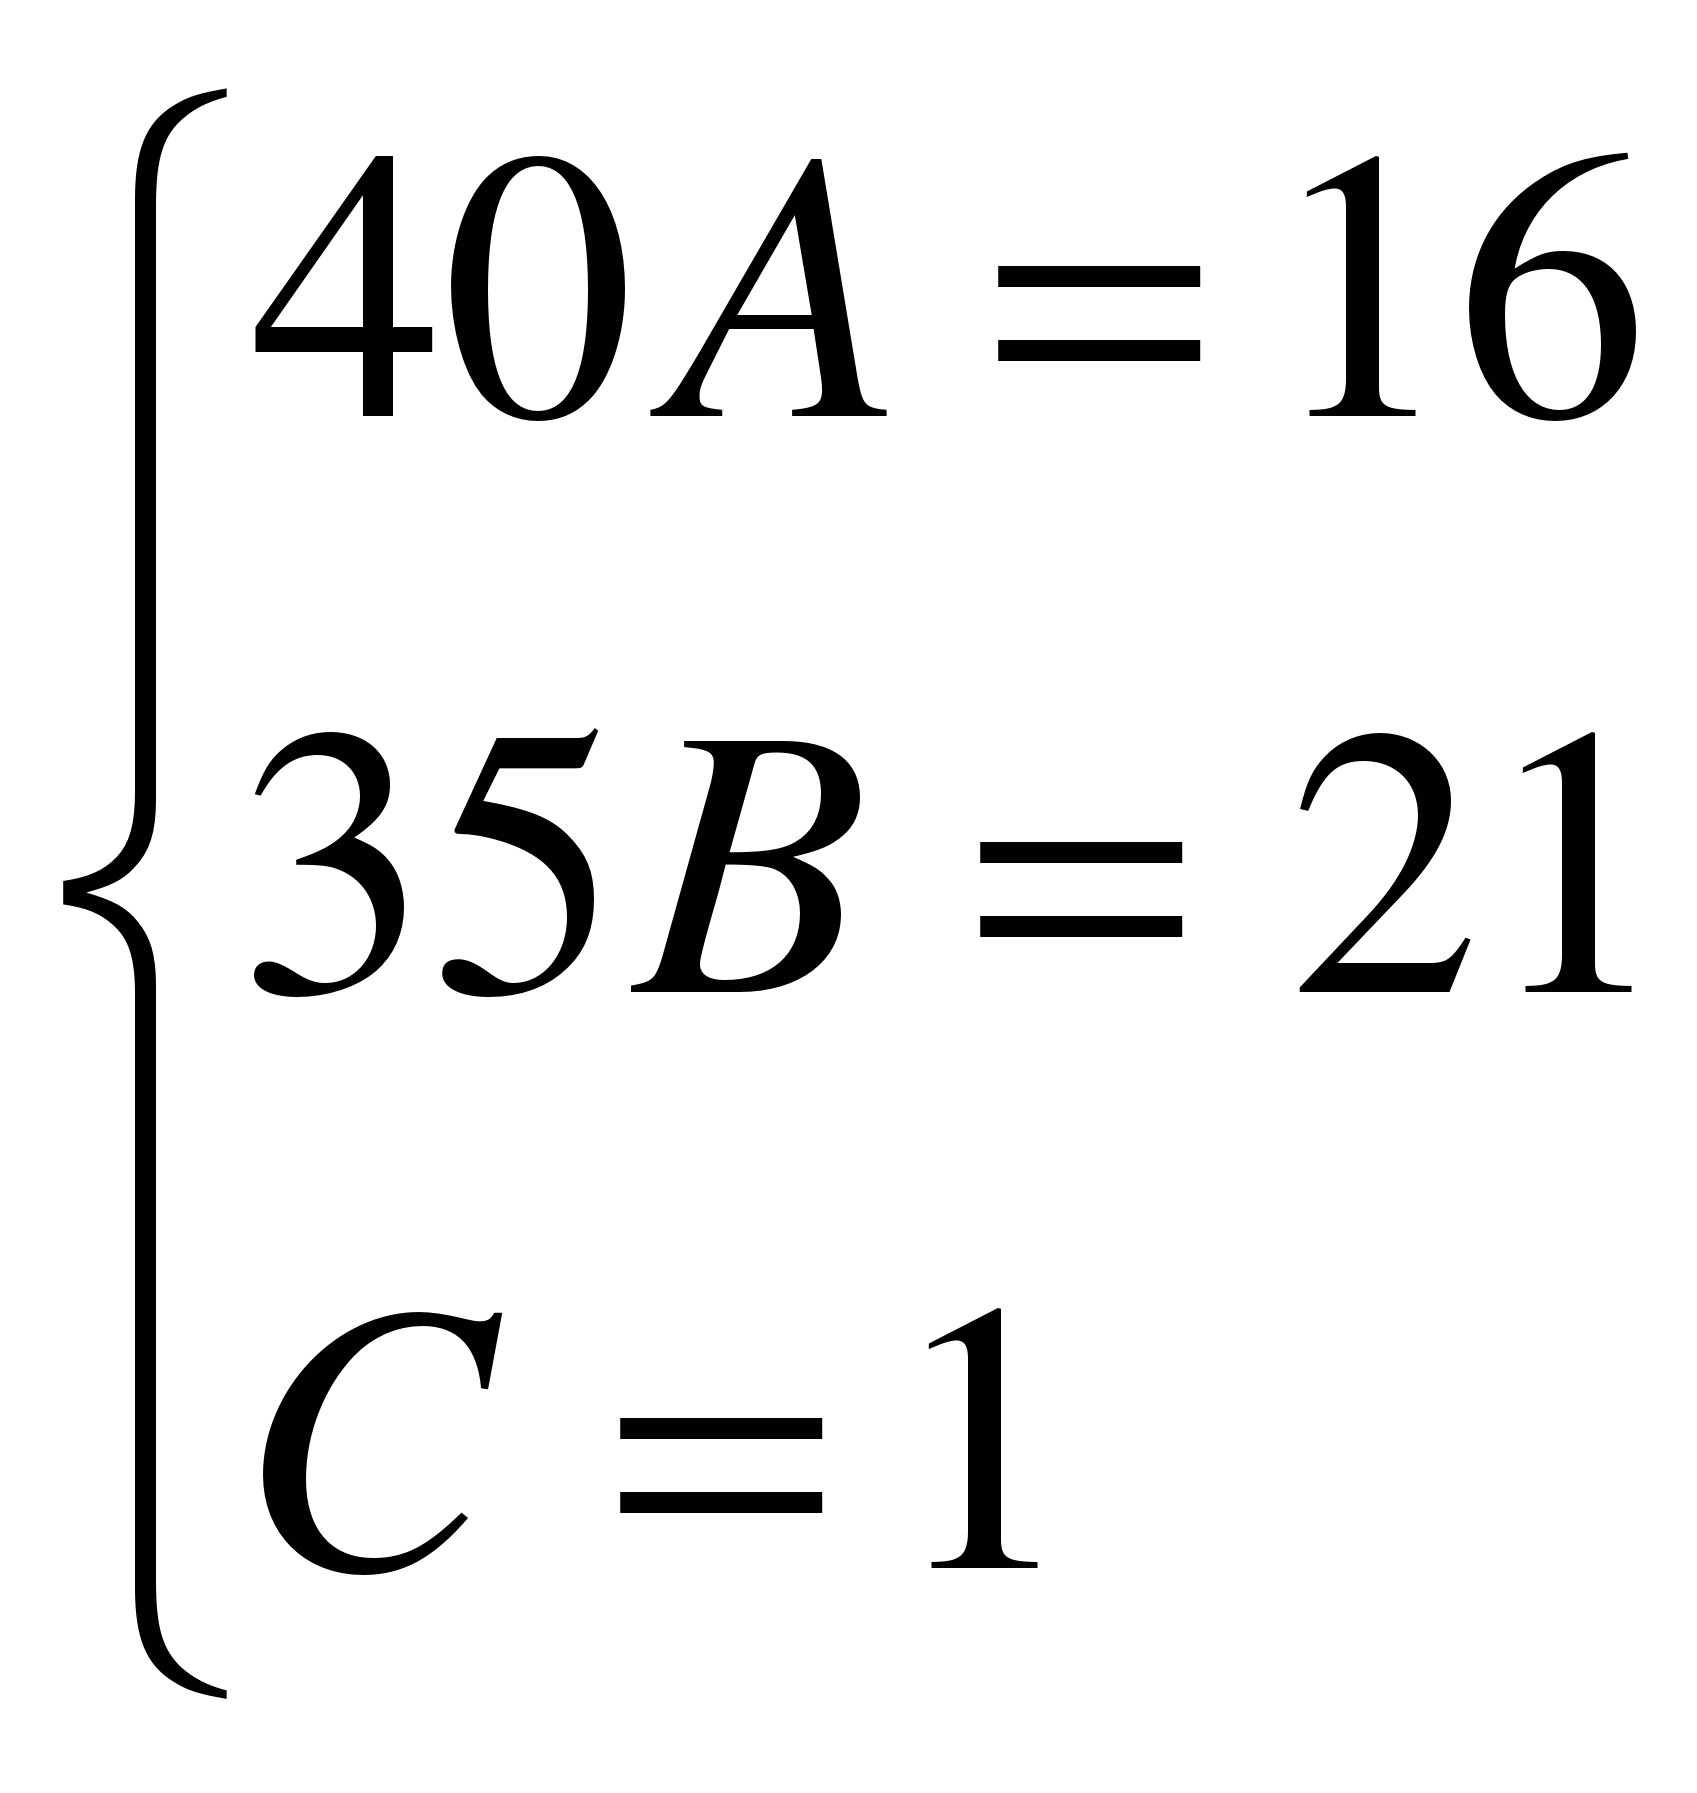 40A = 16
35B = 21
C = 1